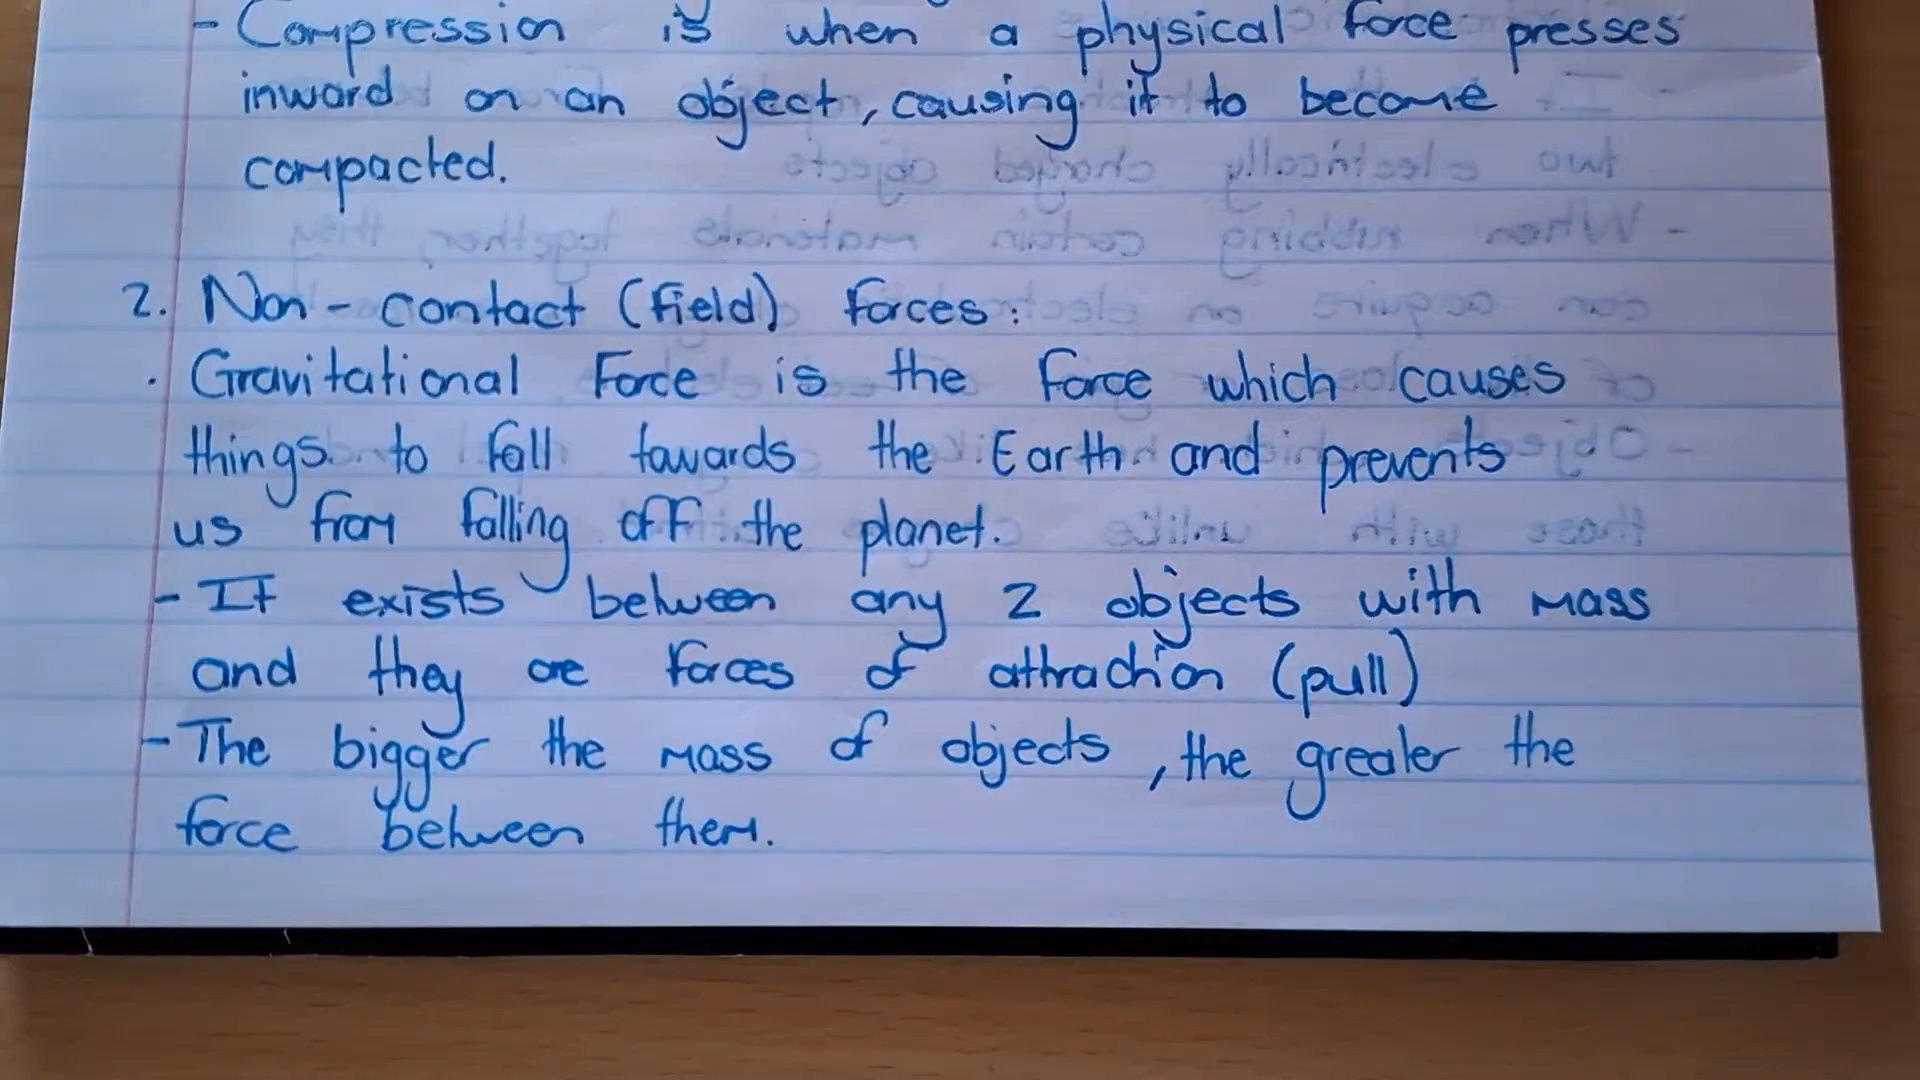 - Compression is when a physical force presses
inward on an object, causing it to become
compacted.
2. Non-contact (field) forces:
. Gravitational Force is the force which causes
things to fall towards the Earth and prevents
us from falling off the planet.
- It exists between any 2 objects with mass
and they are forces of attraction (pull)
- The bigger the mass of objects, the greater the
force between them.